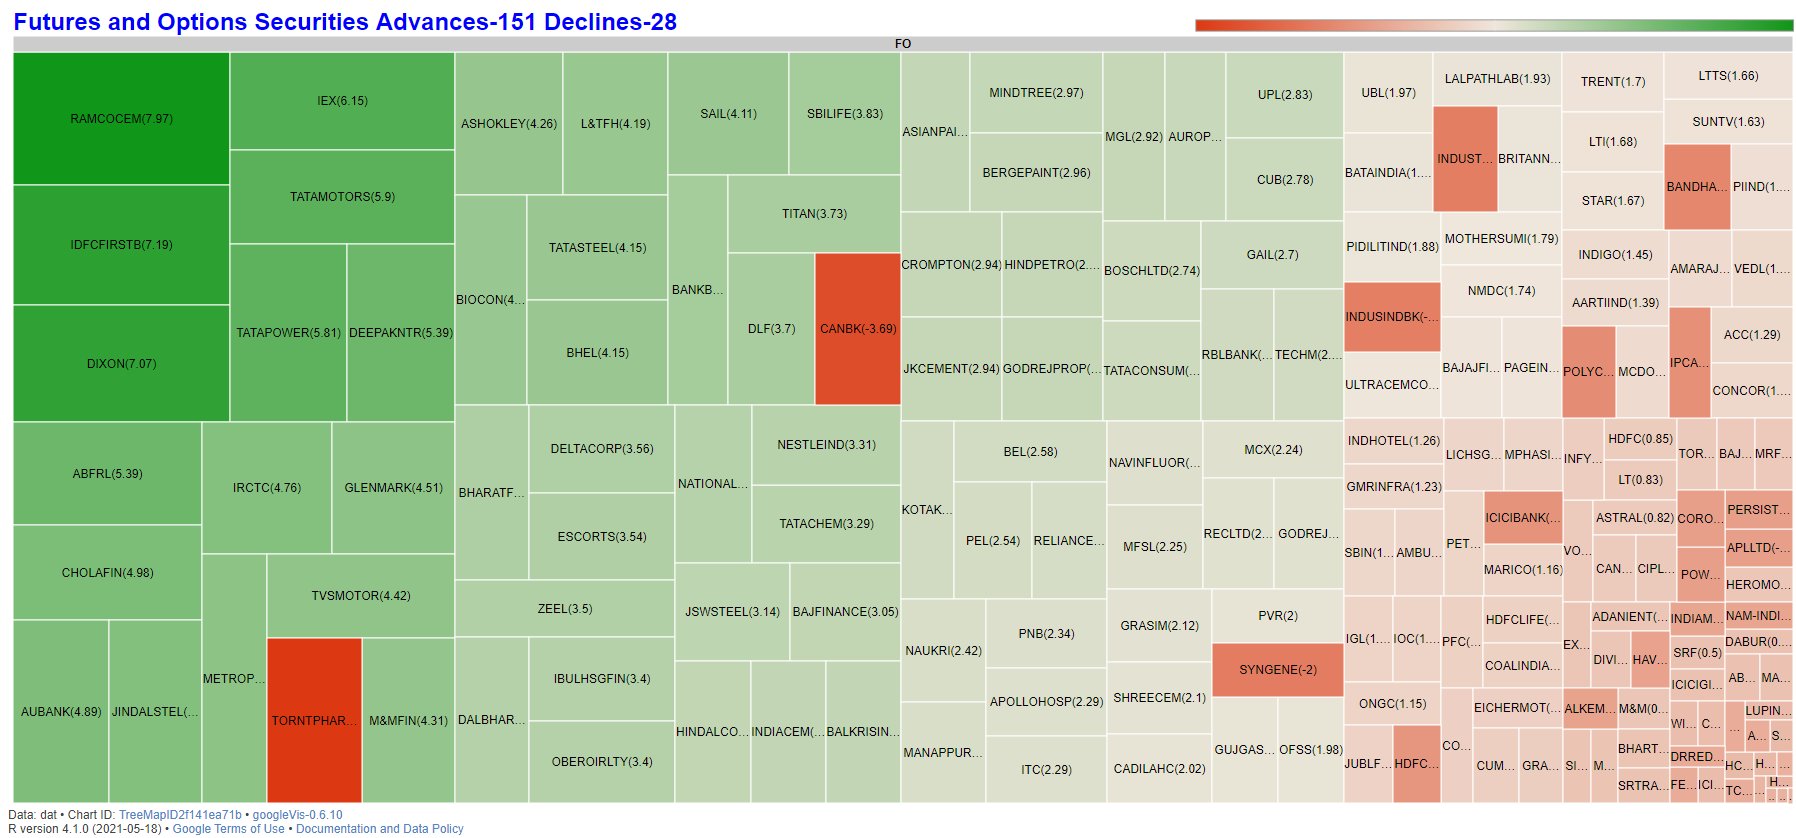 Futures and Options Securities Advances-151 Declines-28
FO
RAMCOCEM(7.97)
IDFCFIRSTB(7.19)
DIXON(7.07)
IEX(6.15)
TATAMOTORS(5.9)
TATAPOWER(5.81)
DEEPAKNTR(5.39)
ABFRL(5.39)
CHOLAFIN(4.98)
AUBANK(4.89)
JINDALSTEL(...
IRCTC(4.76)
GLENMARK(4.51)
METROP...
TVSMOTOR(4.42)
TORNTPHAR...
M&MFIN(4.31)
ASHOKLEY(4.26)
L&TFH(4.19)
BIOCON(4...
TATASTEEL(4.15)
BHEL(4.15)
SAIL(4.11)
SBILIFE(3.83)
BANKB...
TITAN(3.73)
DLF(3.7)
CANBK(-3.69)
BHARATF...
DELTACORP(3.56)
ESCORTS(3.54)
ZEEL(3.5)
DALBHAR...
IBULHSGFIN(3.4)
OBEROIRLTY(3.4)
NATIONAL...
NESTLEIND(3.31)
TATACHEM(3.29)
JSWSTEEL(3.14)
BAJFINANCE(3.05)
HINDALCO...
INDIACEM(...
BALKRISIN...
ASIANPAI...
MINDTREE(2.97)
BERGEPAINT(2.96)
CROMPTON(2.94)
HINDPETRO(2....
JKCEMENT(2.94)
GODREJPROP(...
MGL(2.92)
AUROP...
UPL(2.83)
CUB(2.78)
BOSCHLTD(2.74)
TATACONSUM(...
GAIL(2.7)
RBLBANK(...
TECHM(2....
KOTAK...
BEL(2.58)
PEL(2.54)
RELIANCE...
NAUKRI(2.42)
MANAPPUR...
PNB(2.34)
APOLLOHOSP(2.29)
ITC(2.29)
NAVINFLUOR(...
MFSL(2.25)
MCX(2.24)
RECLTD(2...
GODREJ...
GRASIM(2.12)
SHREECEM(2.1)
CADILAHC(2.02)
PVR(2)
SYNGENE(-2)
GUJGAS...
OFSS(1.98)
UBL(1.97)
BATAINDIA(1....
LALPATHLAB(1.93)
INDUST...
BRITANN...
PIDILITIND(1.88)
INDUSINDBK(-...
ULTRACEMCO...
MOTHERSUMI(1.79)
NMDC(1.74)
BAJAJFI...
PAGEIN...
TRENT(1.7)
LTI(1.68)
STAR(1.67)
LTTS(1.66)
SUNTV(1.63)
BANDHA...
PIIND(1....
INDIGO(1.45)
AARTIIND(1.39)
POLYC...
MCDO...
AMARAJ...
VEDL(1....
IPCA...
ACC(1.29)
CONCOR(1....
INDHOTEL(1.26)
GMRINFRA(1.23)
SBIN(1...
AMBU...
LICHSG...
MPHASI...
PET...
ICICIBANK(...
MARICO(1.16)
IGL(1....
IOC(1....
ONGC(1.15)
JUBLF...
HDFC...
PFC(...
HDFCLIFE(...
COALINDIA...
CO...
EICHERMOT(...
CUM...
GRA...
INFY...
HDFC(0.85)
LT(0.83)
VO...
ASTRAL(0.82)
CAN...
CIPL...
EX...
ADANIENT(...
DIVI...
HAV...
ALKEM...
M&M(0...
SI...
M...
BHART...
SRTRA...
TOR...
BAJ...
MRF...
CORO...
POW...
PERSIST...
APLLTD(-...
HEROMO...
INDIAM...
SRF(0.5)
ICICIGI...
NAM-INDI...
DABUR(0....
AB...
MA...
WI...
C...
DRRED...
FE...
ICI...
...
LUPIN...
A...
S...
HC...
TC...
H...
...
H...
...
Data: dat • Chart ID: TreeMapID2f141ea71b • googleVis-0.6.10
R version 4.1.0 (2021-05-18) • Google Terms of Use • Documentation and Data Policy